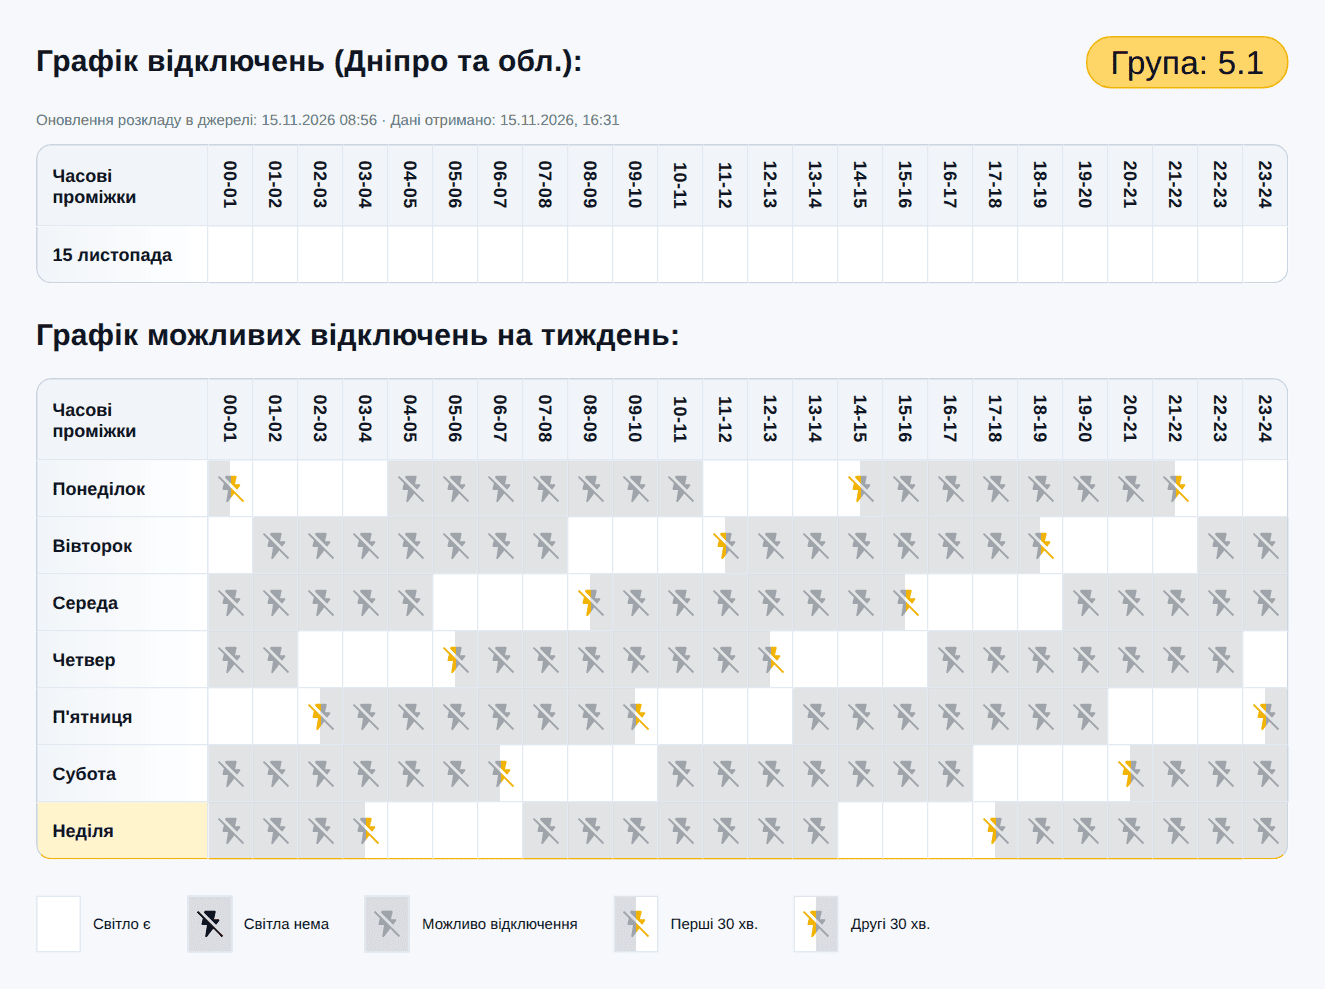 Графік відключень (Дніпро та обл.):
Група: 5.1
Оновлення розкладу в джерелі: 15.11.2026 08:56 · Дані отримано: 15.11.2026, 16:31
Часові проміжки 00-01 01-02 02-03 03-04 04-05 05-06 06-07 07-08 08-09 09-10 10-11 11-12 12-13 13-14 14-15 15-16 16-17 17-18 18-19 19-20 20-21 21-22 22-23 23-24
15 листопада
Графік можливих відключень на тиждень:
Часові проміжки 00-01 01-02 02-03 03-04 04-05 05-06 06-07 07-08 08-09 09-10 10-11 11-12 12-13 13-14 14-15 15-16 16-17 17-18 18-19 19-20 20-21 21-22 22-23 23-24
Понеділок
Вівторок
Середа
Четвер
П'ятниця
Субота
Неділя
Світло є Світла нема Можливо відключення Перші 30 хв. Другі 30 хв.